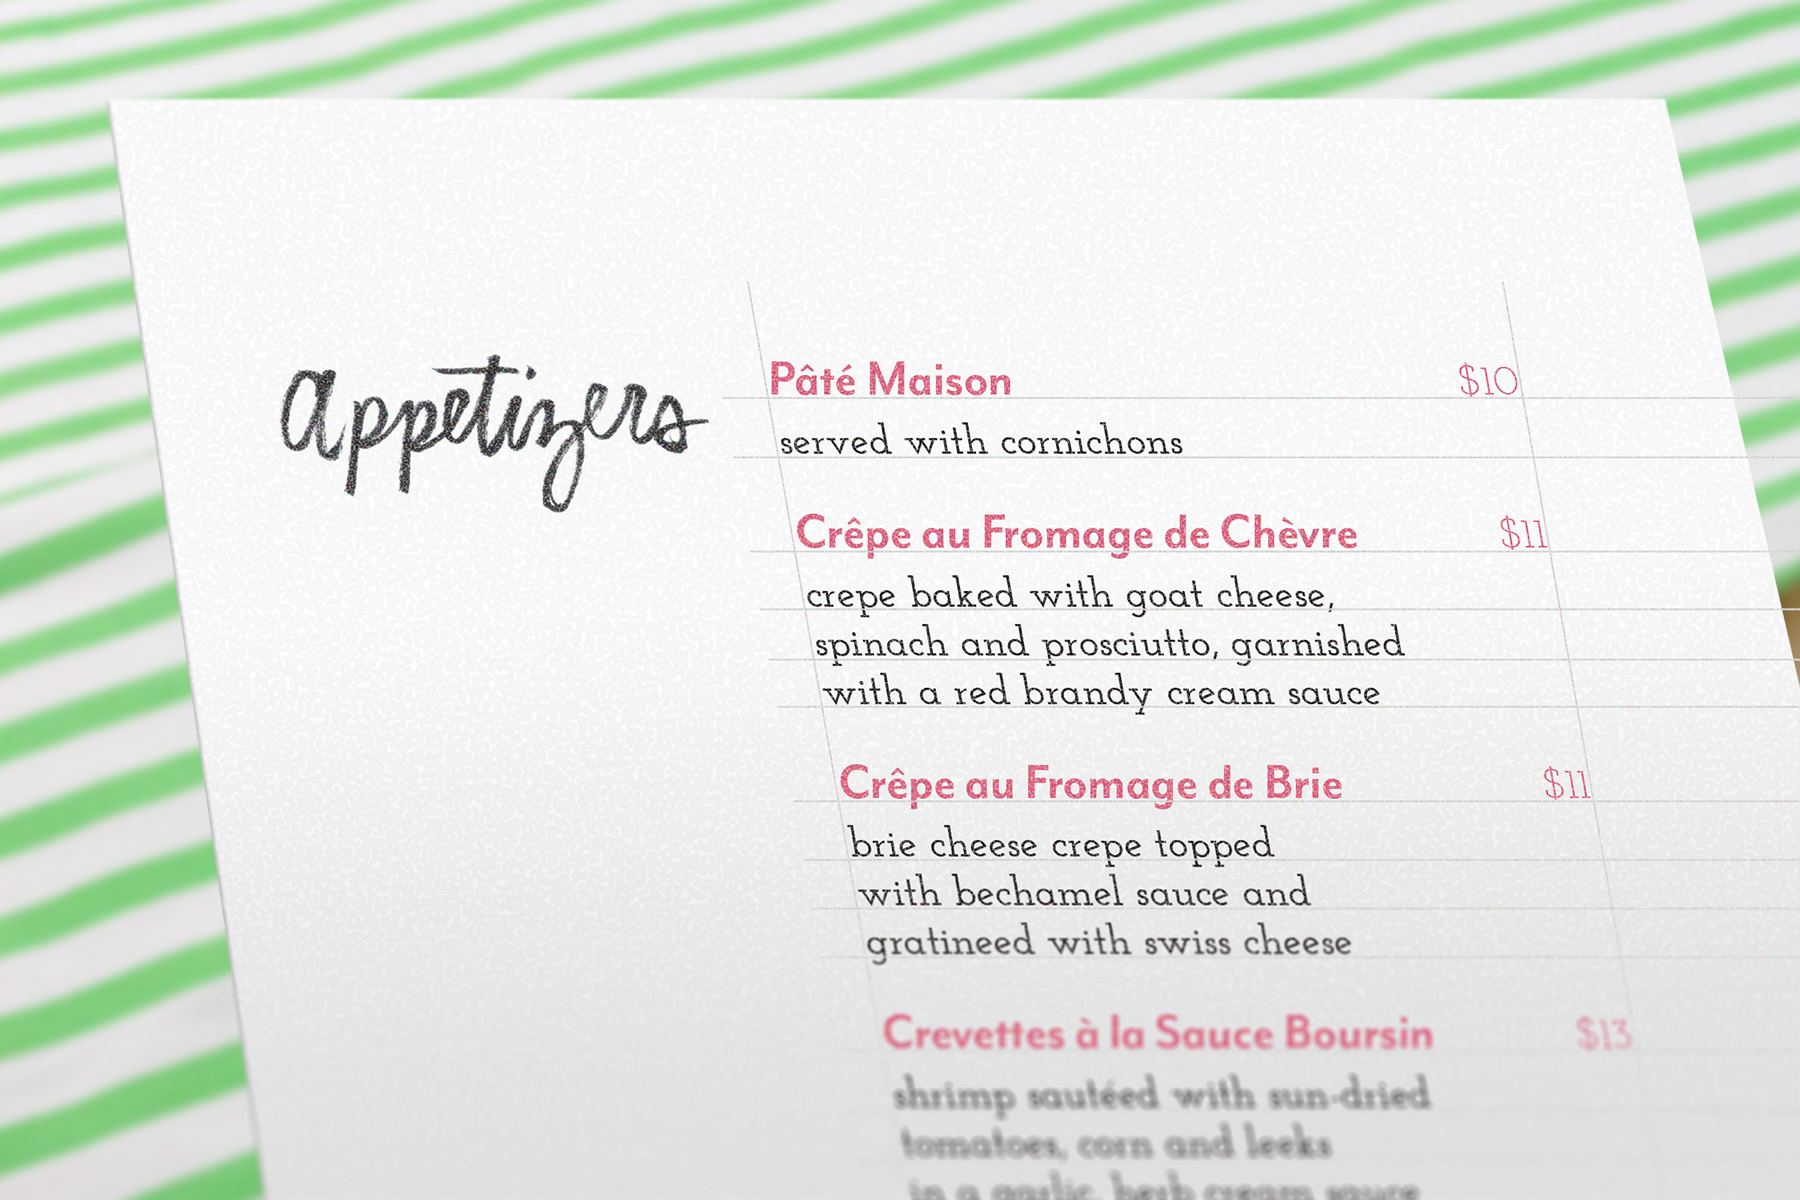 appetizers
Pâté Maison $10
served with cornichons
Crêpe au Fromage de Chèvre $11
crepe baked with goat cheese,
spinach and prosciutto, garnished
with a red brandy cream sauce
Crêpe au Fromage de Brie $11
brie cheese crepe topped
with bechamel sauce and
gratineed with swiss cheese
Crevettes à la Sauce Boursin $13
shrimp sautéed with sun-dried
tomatoes, corn and leeks
in a garlic, herb cream sauce